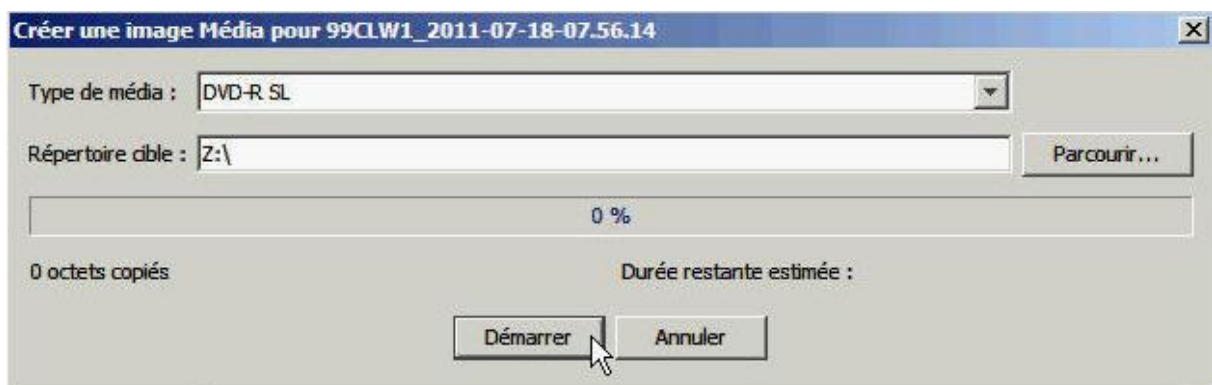 Créer une image Média pour 99CLW1_2011-07-18-07.56.14
Type de média : DVD-R SL
Répertoire cible : Z:\ Parcourir...
0 %
0 octets copiés Durée restante estimée :
Démarrer Annuler